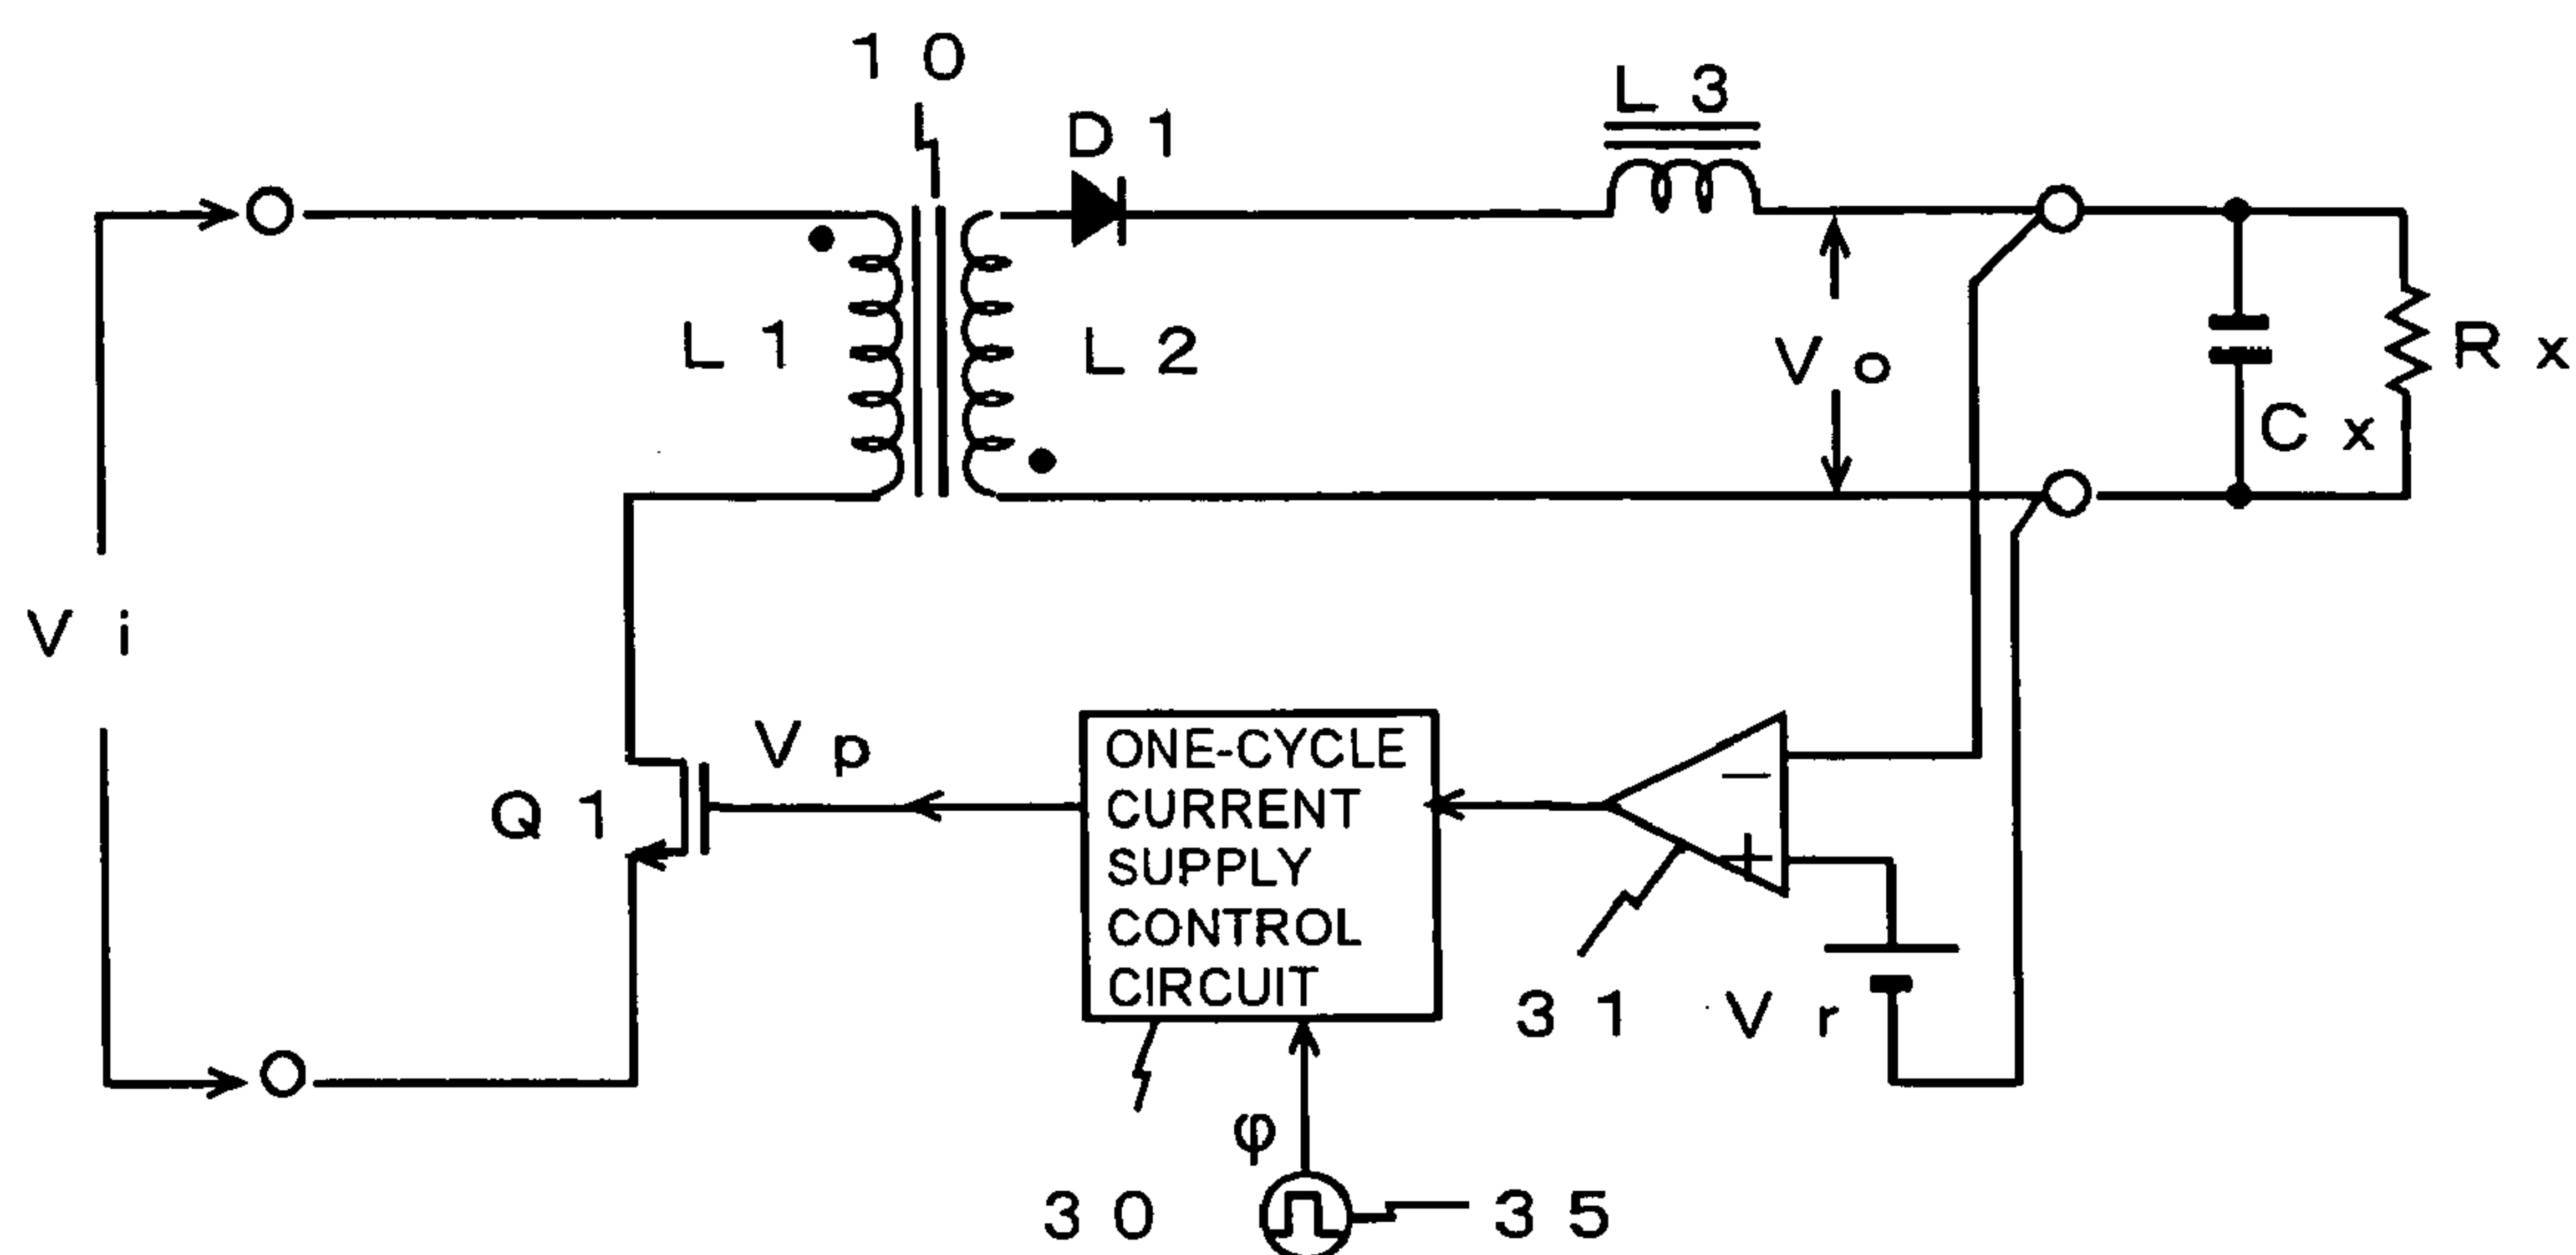 10
L3
D1
L1
L2
Vo
Rx
Cx
Vi
Vp
Q1
ONE-CYCLE
CURRENT
SUPPLY
CONTROL
CIRCUIT
−
+
31
Vr
φ
30
35